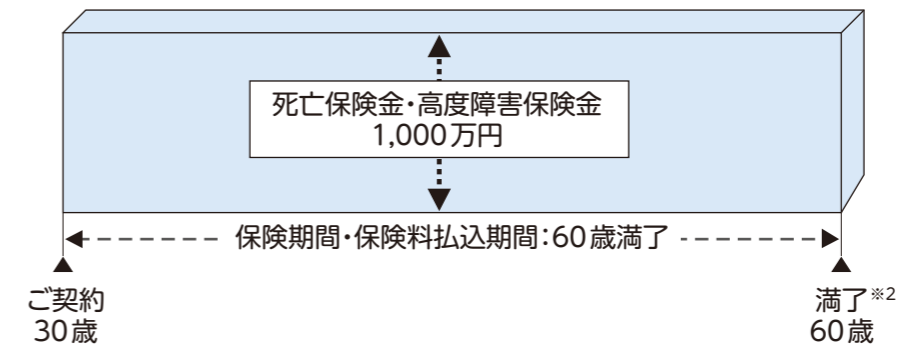 死亡保険金・高度障害保険金
1,000万円
保険期間・保険料払込期間：60歳満了
ご契約
30歳
満了※2
60歳